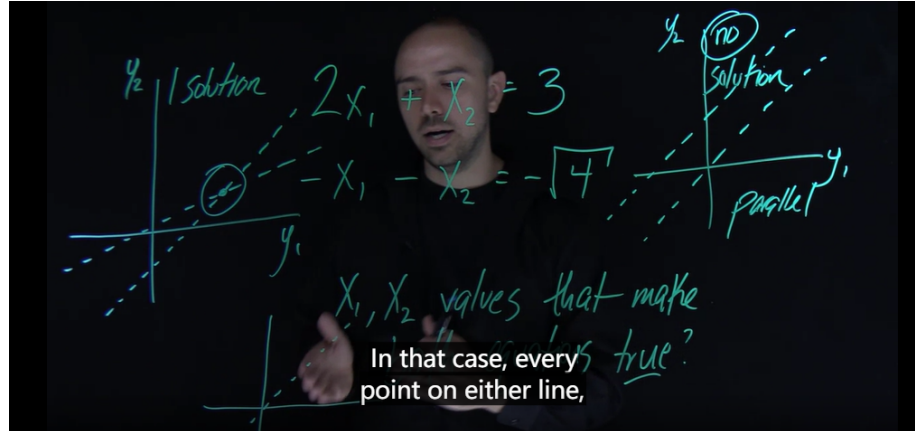 y₂
1 solution
2x₁ + x₂ = 3
-x₁ - x₂ = -√4
y₁
y₂
no
solution
y₁
parallel
X₁, X₂ values that make
true?
In that case, every
point on either line,